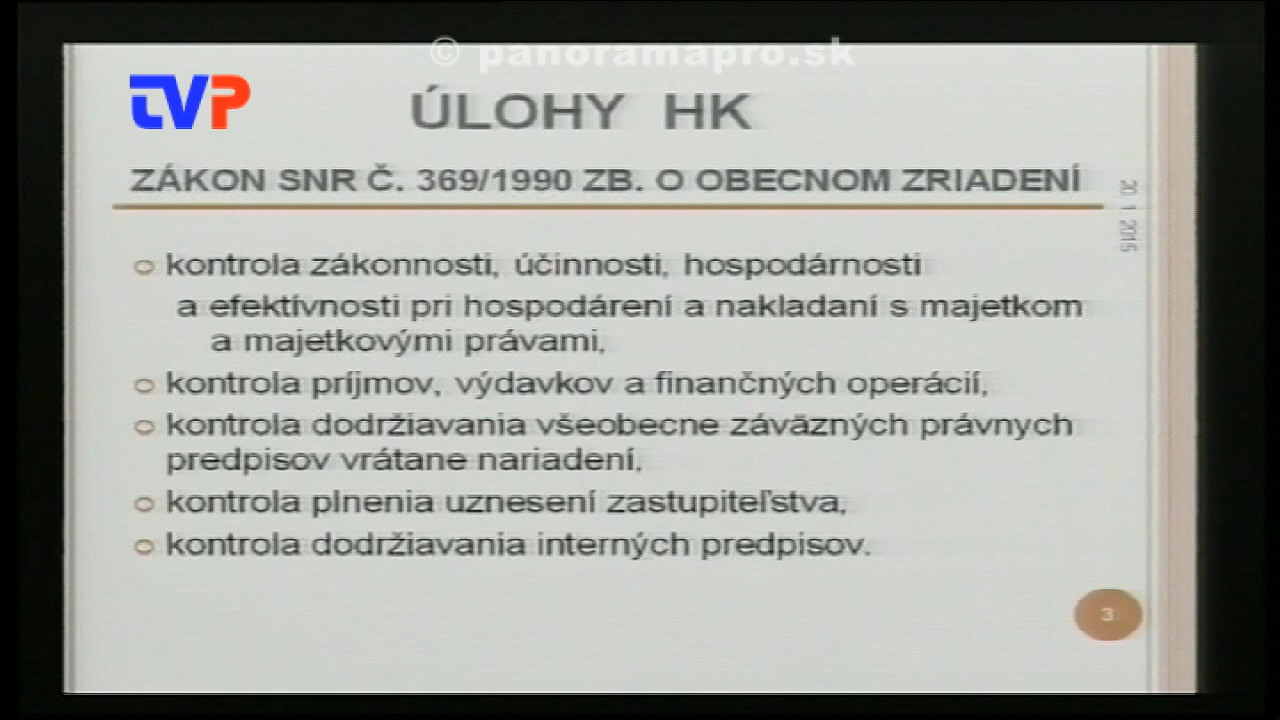 © panoramapro.sk
TVP
ÚLOHY HK
ZÁKON SNR Č. 369/1990 ZB. O OBECNOM ZRIADENÍ
20. 1. 2015
kontrola zákonnosti, účinnosti, hospodárnosti
a efektívnosti pri hospodárení a nakladaní s majetkom
a majetkovými právami,
kontrola príjmov, výdavkov a finančných operácií,
kontrola dodržiavania všeobecne záväzných právnych
predpisov vrátane nariadení,
kontrola plnenia uznesení zastupiteľstva,
kontrola dodržiavania interných predpisov.
3